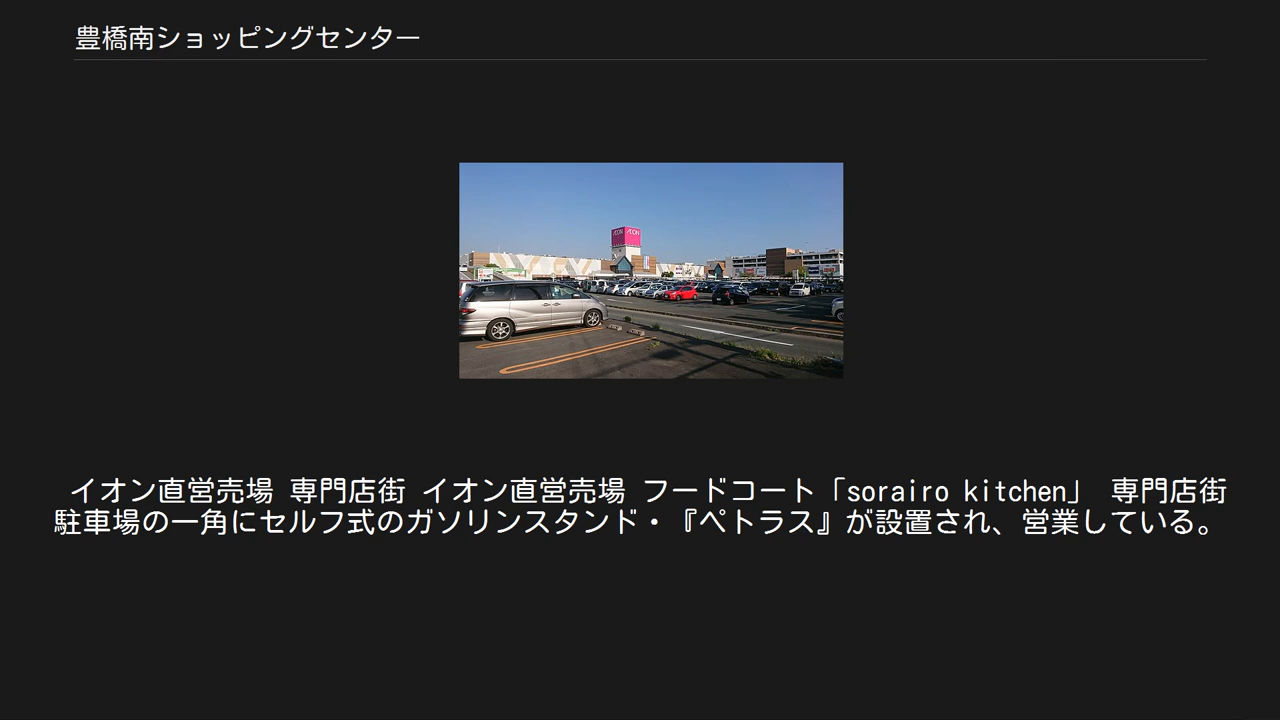 豊橋南ショッピングセンター
ÆON ÆON
イオン直営売場 専門店街 イオン直営売場 フードコート「sorairo kitchen」 専門店街
駐車場の一角にセルフ式のガソリンスタンド・『ペトラス』が設置され、営業している。